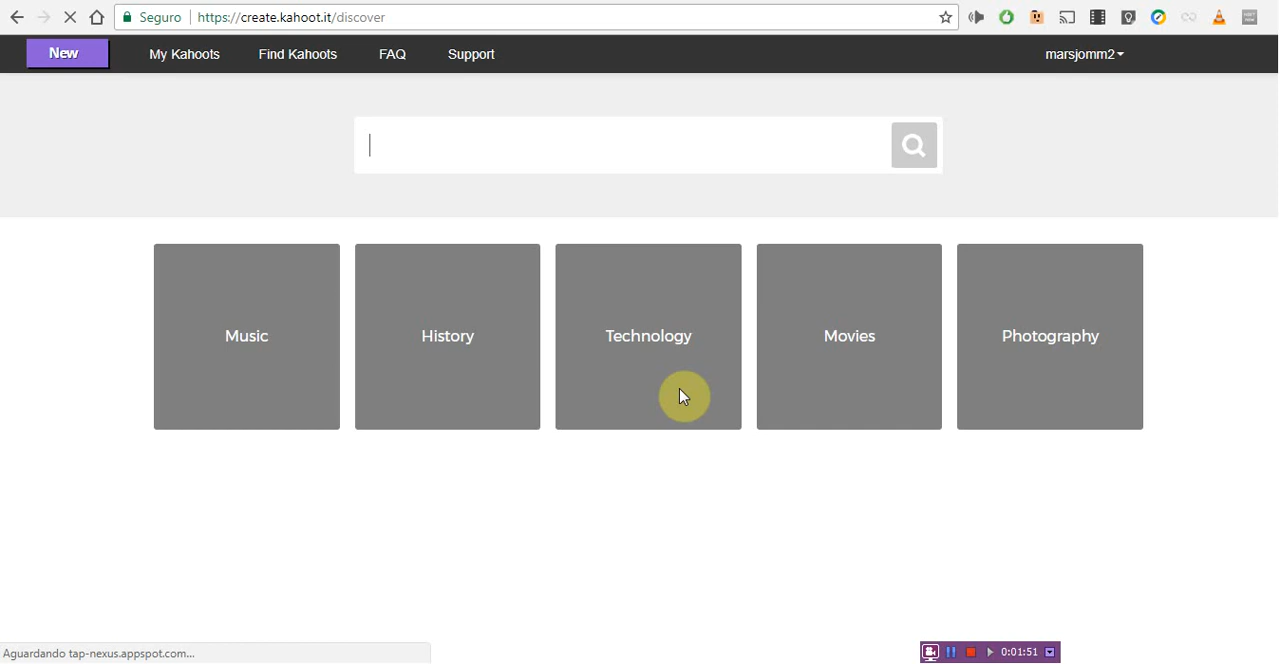 Seguro https://create.kahoot.it/discover
New My Kahoots Find Kahoots FAQ Support marsjomm2
Music History Technology Movies Photography
Aguardando tap-nexus.appspot.com... 0:01:51